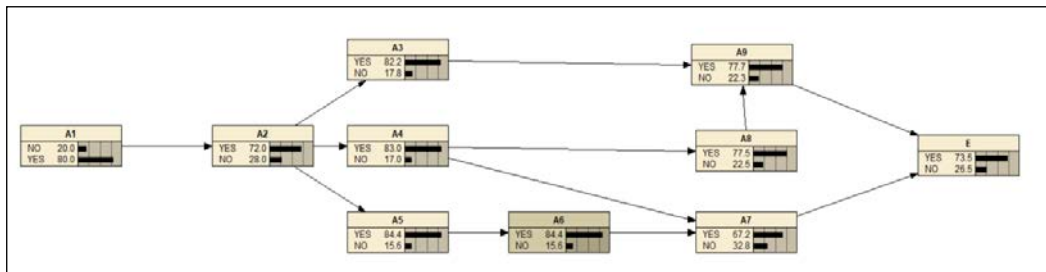 A3
YES 82.2
NO 17.8
A9
YES 77.7
NO 22.3
A1
NO 20.0
YES 80.0
A2
YES 72.0
NO 28.0
A4
YES 83.0
NO 17.0
A8
YES 77.5
NO 22.5
E
YES 73.5
NO 26.5
A5
YES 84.4
NO 15.6
A6
YES 84.4
NO 15.6
A7
YES 67.2
NO 32.8